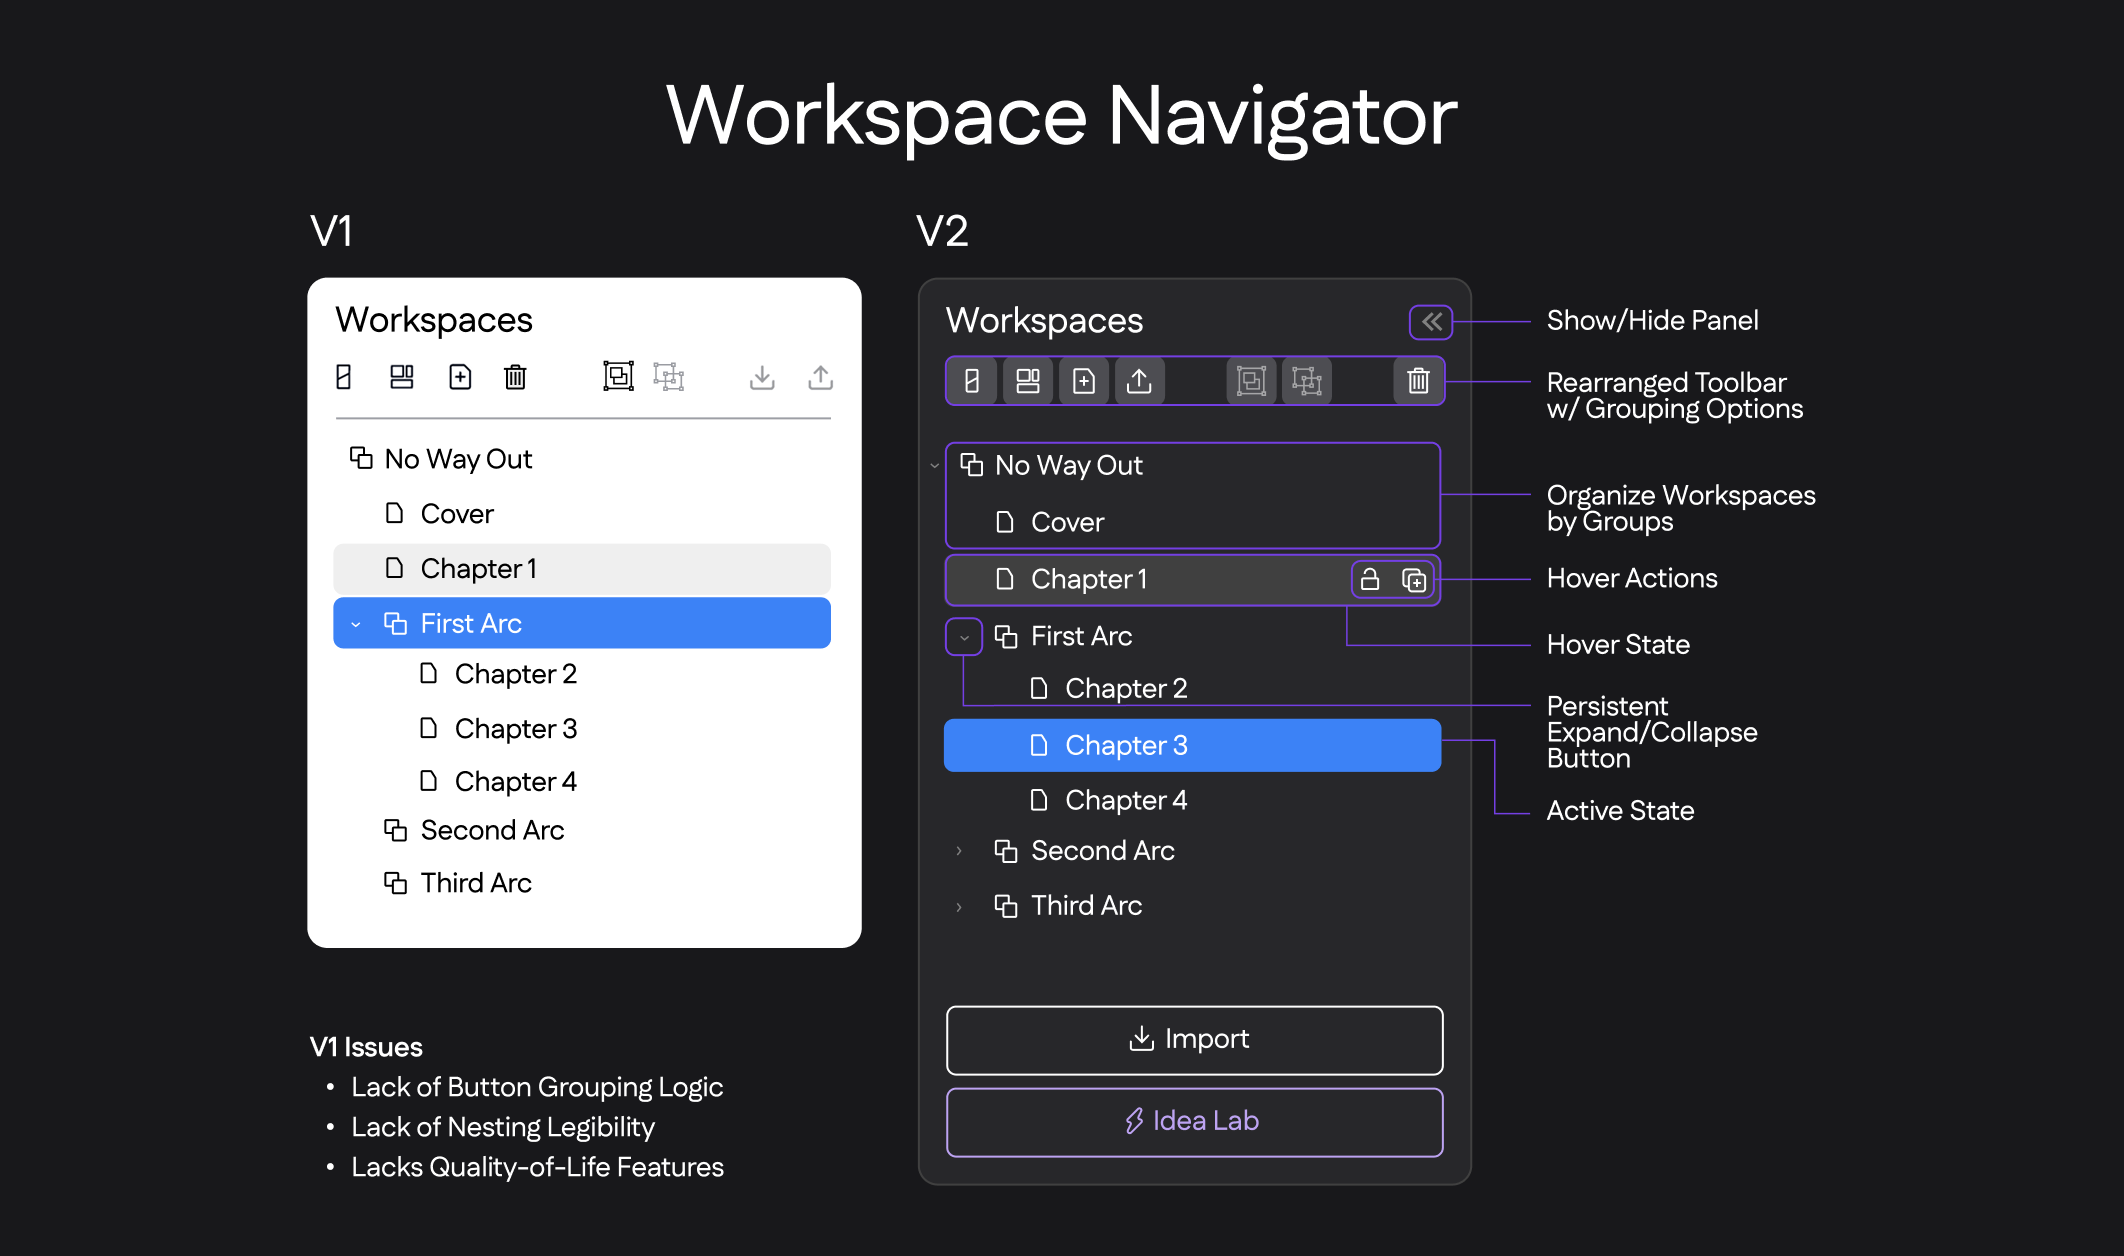 Workspace Navigator
V1
Workspaces
No Way Out
Cover
Chapter 1
First Arc
Chapter 2
Chapter 3
Chapter 4
Second Arc
Third Arc
V1 Issues
• Lack of Button Grouping Logic
• Lack of Nesting Legibility
• Lacks Quality-of-Life Features
V2
Workspaces
No Way Out
Cover
Chapter 1
First Arc
Chapter 2
Chapter 3
Chapter 4
Second Arc
Third Arc
Import
Idea Lab
Show/Hide Panel
Rearranged Toolbar
w/ Grouping Options
Organize Workspaces
by Groups
Hover Actions
Hover State
Persistent
Expand/Collapse
Button
Active State